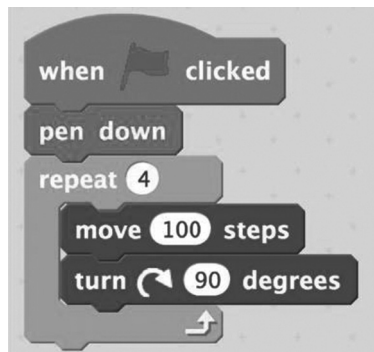 when clicked
pen down
repeat 4
move 100 steps
turn 90 degrees